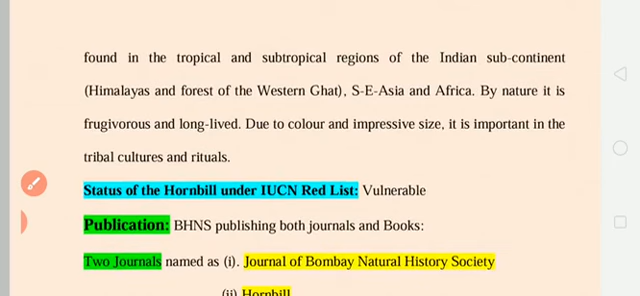 found in the tropical and subtropical regions of the Indian sub-continent
(Himalayas and forest of the Western Ghat), S-E-Asia and Africa. By nature it is
frugivorous and long-lived. Due to colour and impressive size, it is important in the
tribal cultures and rituals.
Status of the Hornbill under IUCN Red List: Vulnerable
Publication: BHNS publishing both journals and Books:
Two Journals named as (i). Journal of Bombay Natural History Society
(ii) Hornbill